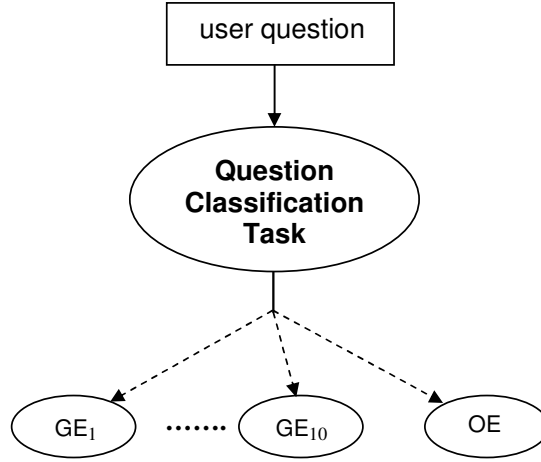 user question
Question
Classification
Task
GE1 ....... GE10 OE